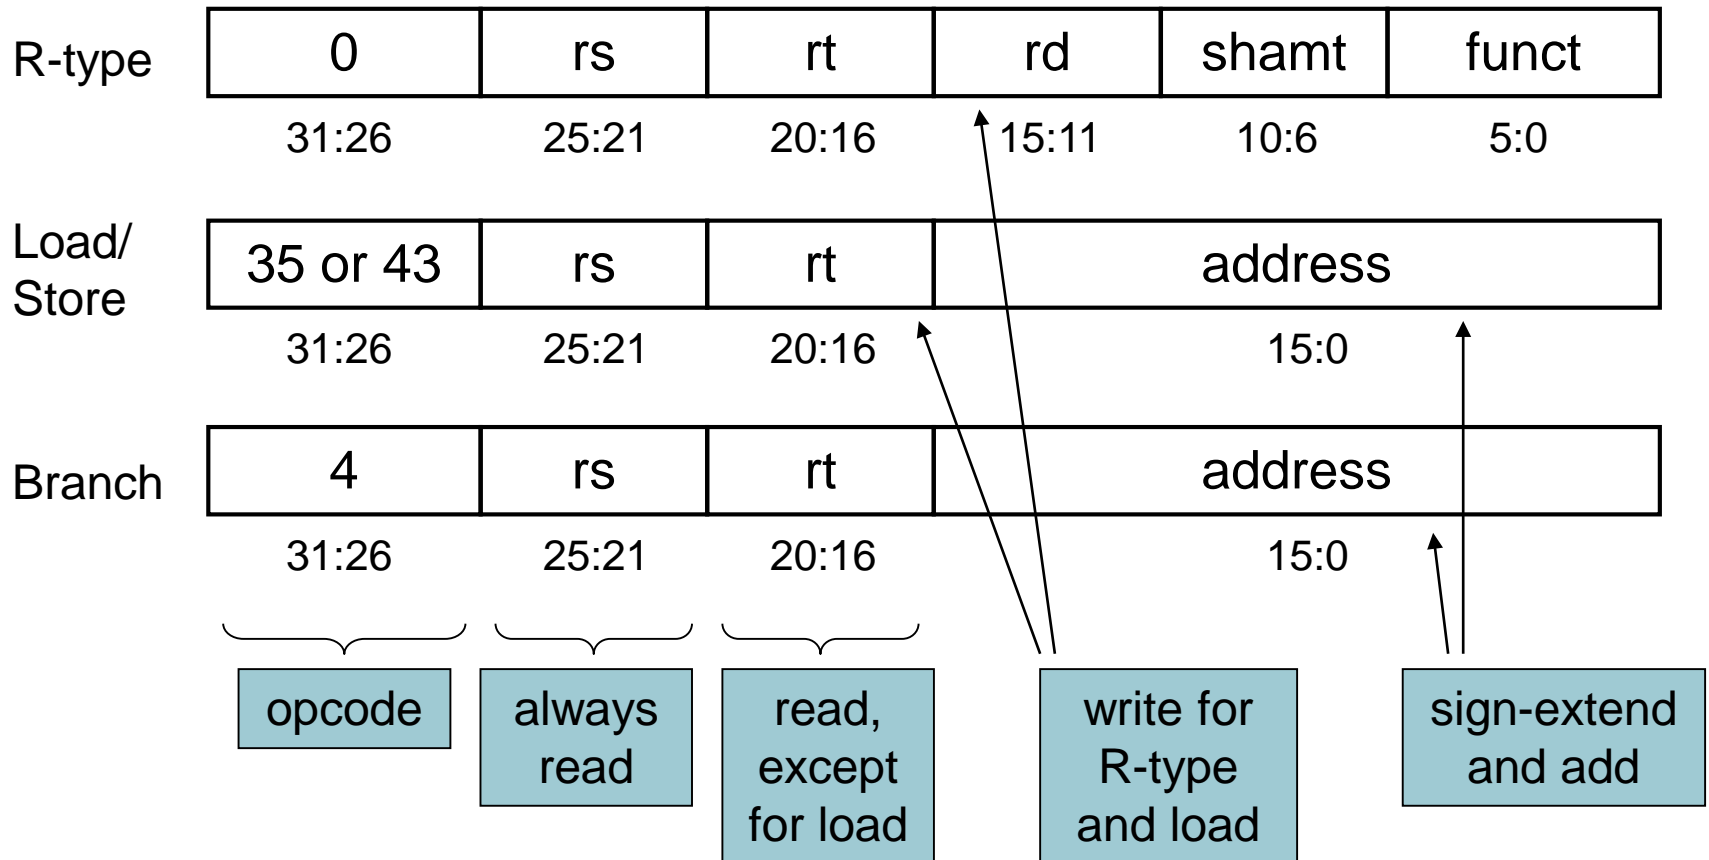 R-type 0 rs rt rd shamt funct
31:26 25:21 20:16 15:11 10:6 5:0
Load/
Store
35 or 43 rs rt address
31:26 25:21 20:16 15:0
Branch 4 rs rt address
31:26 25:21 20:16 15:0
opcode
always
read
read,
except
for load
write for
R-type
and load
sign-extend
and add